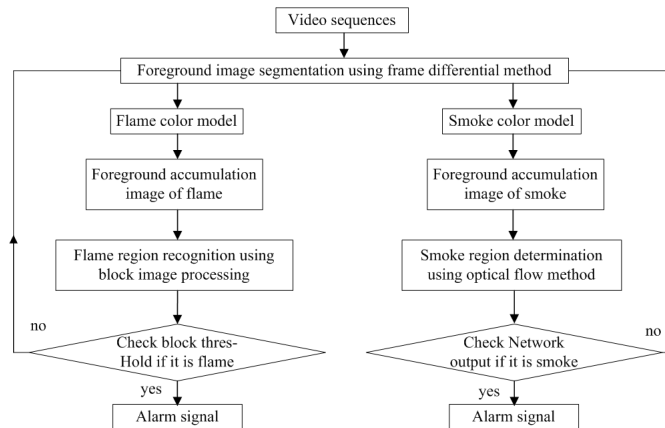 Video sequences
Foreground image segmentation using frame differential method
Flame color model
Smoke color model
Foreground accumulation
image of flame
Foreground accumulation
image of smoke
Flame region recognition using
block image processing
Smoke region determination
using optical flow method
no
Check block thres-
Hold if it is flame
Check Network
output if it is smoke
no
yes
yes
Alarm signal
Alarm signal